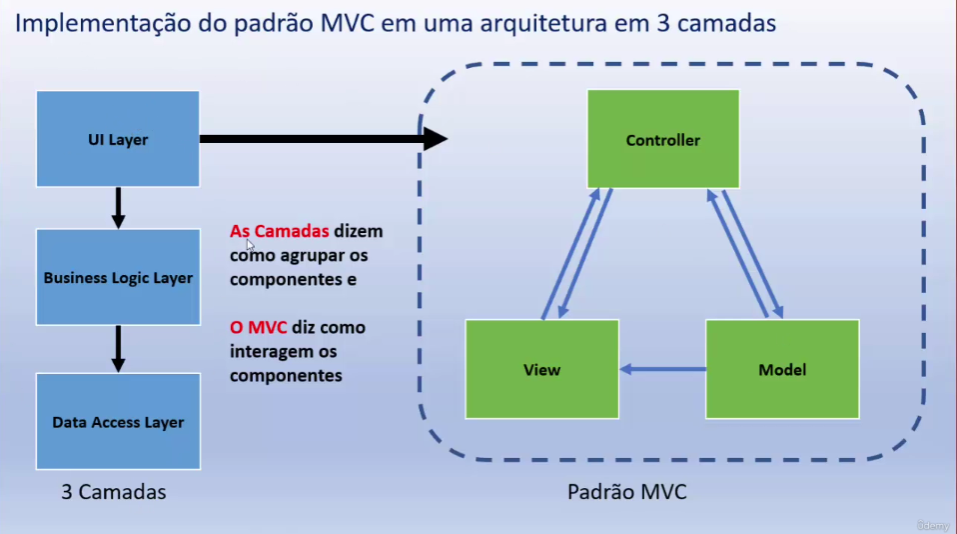 Implementação do padrão MVC em uma arquitetura em 3 camadas
UI Layer
Business Logic Layer
Data Access Layer
3 Camadas
As Camadas dizem
como agrupar os
componentes e
O MVC diz como
interagem os
componentes
Controller
View
Model
Padrão MVC